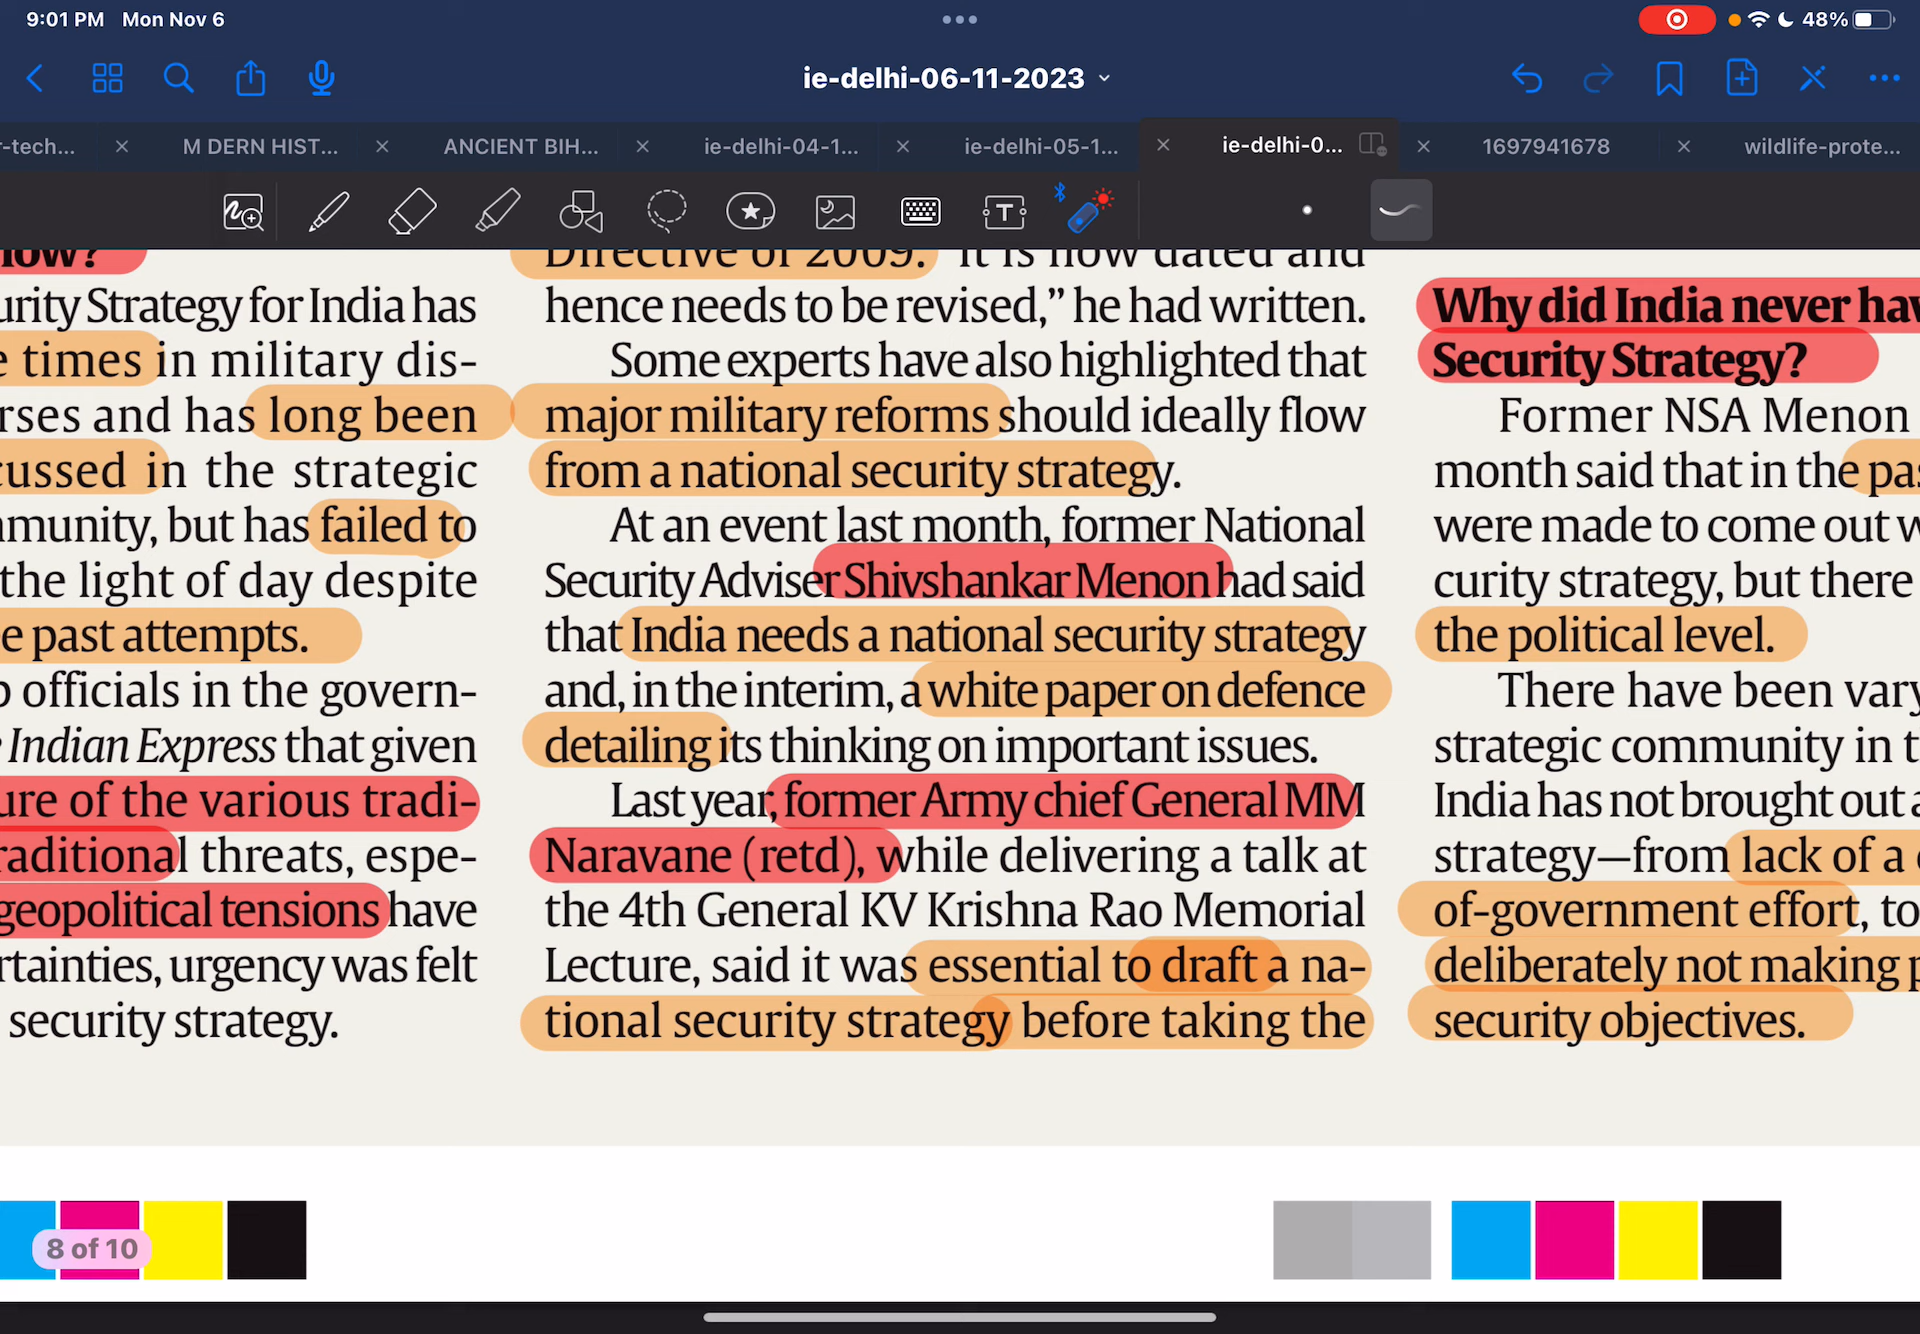 9:01 PM Mon Nov 6
48%
ie-delhi-06-11-2023
-tech...
M DERN HIST...
ANCIENT BIH...
ie-delhi-04-1...
ie-delhi-05-1...
ie-delhi-0...
1697941678
wildlife-prote...
now?
urity Strategy for India has
e times in military dis-
rses and has long been
cussed in the strategic
nmunity, but has failed to
the light of day despite
e past attempts.
officials in the govern-
Indian Express that given
ure of the various tradi-
raditional threats, espe-
geopolitical tensions have
rtainties, urgency was felt
security strategy.
Directive of 2009. "It is now dated and
hence needs to be revised," he had written.
Some experts have also highlighted that
major military reforms should ideally flow
from a national security strategy.
At an event last month, former National
Security Adviser Shivshankar Menon had said
that India needs a national security strategy
and, in the interim, a white paper on defence
detailing its thinking on important issues.
Last year, former Army chief General MM
Naravane (retd), while delivering a talk at
the 4th General KV Krishna Rao Memorial
Lecture, said it was essential to draft a na-
tional security strategy before taking the
Why did India never hav
Security Strategy?
Former NSA Menon
month said that in the pas
were made to come out w
curity strategy, but there
the political level.
There have been vary
strategic community in t
India has not brought out a
strategy—from lack of a c
of-government effort, to
deliberately not making p
security objectives.
8 of 10